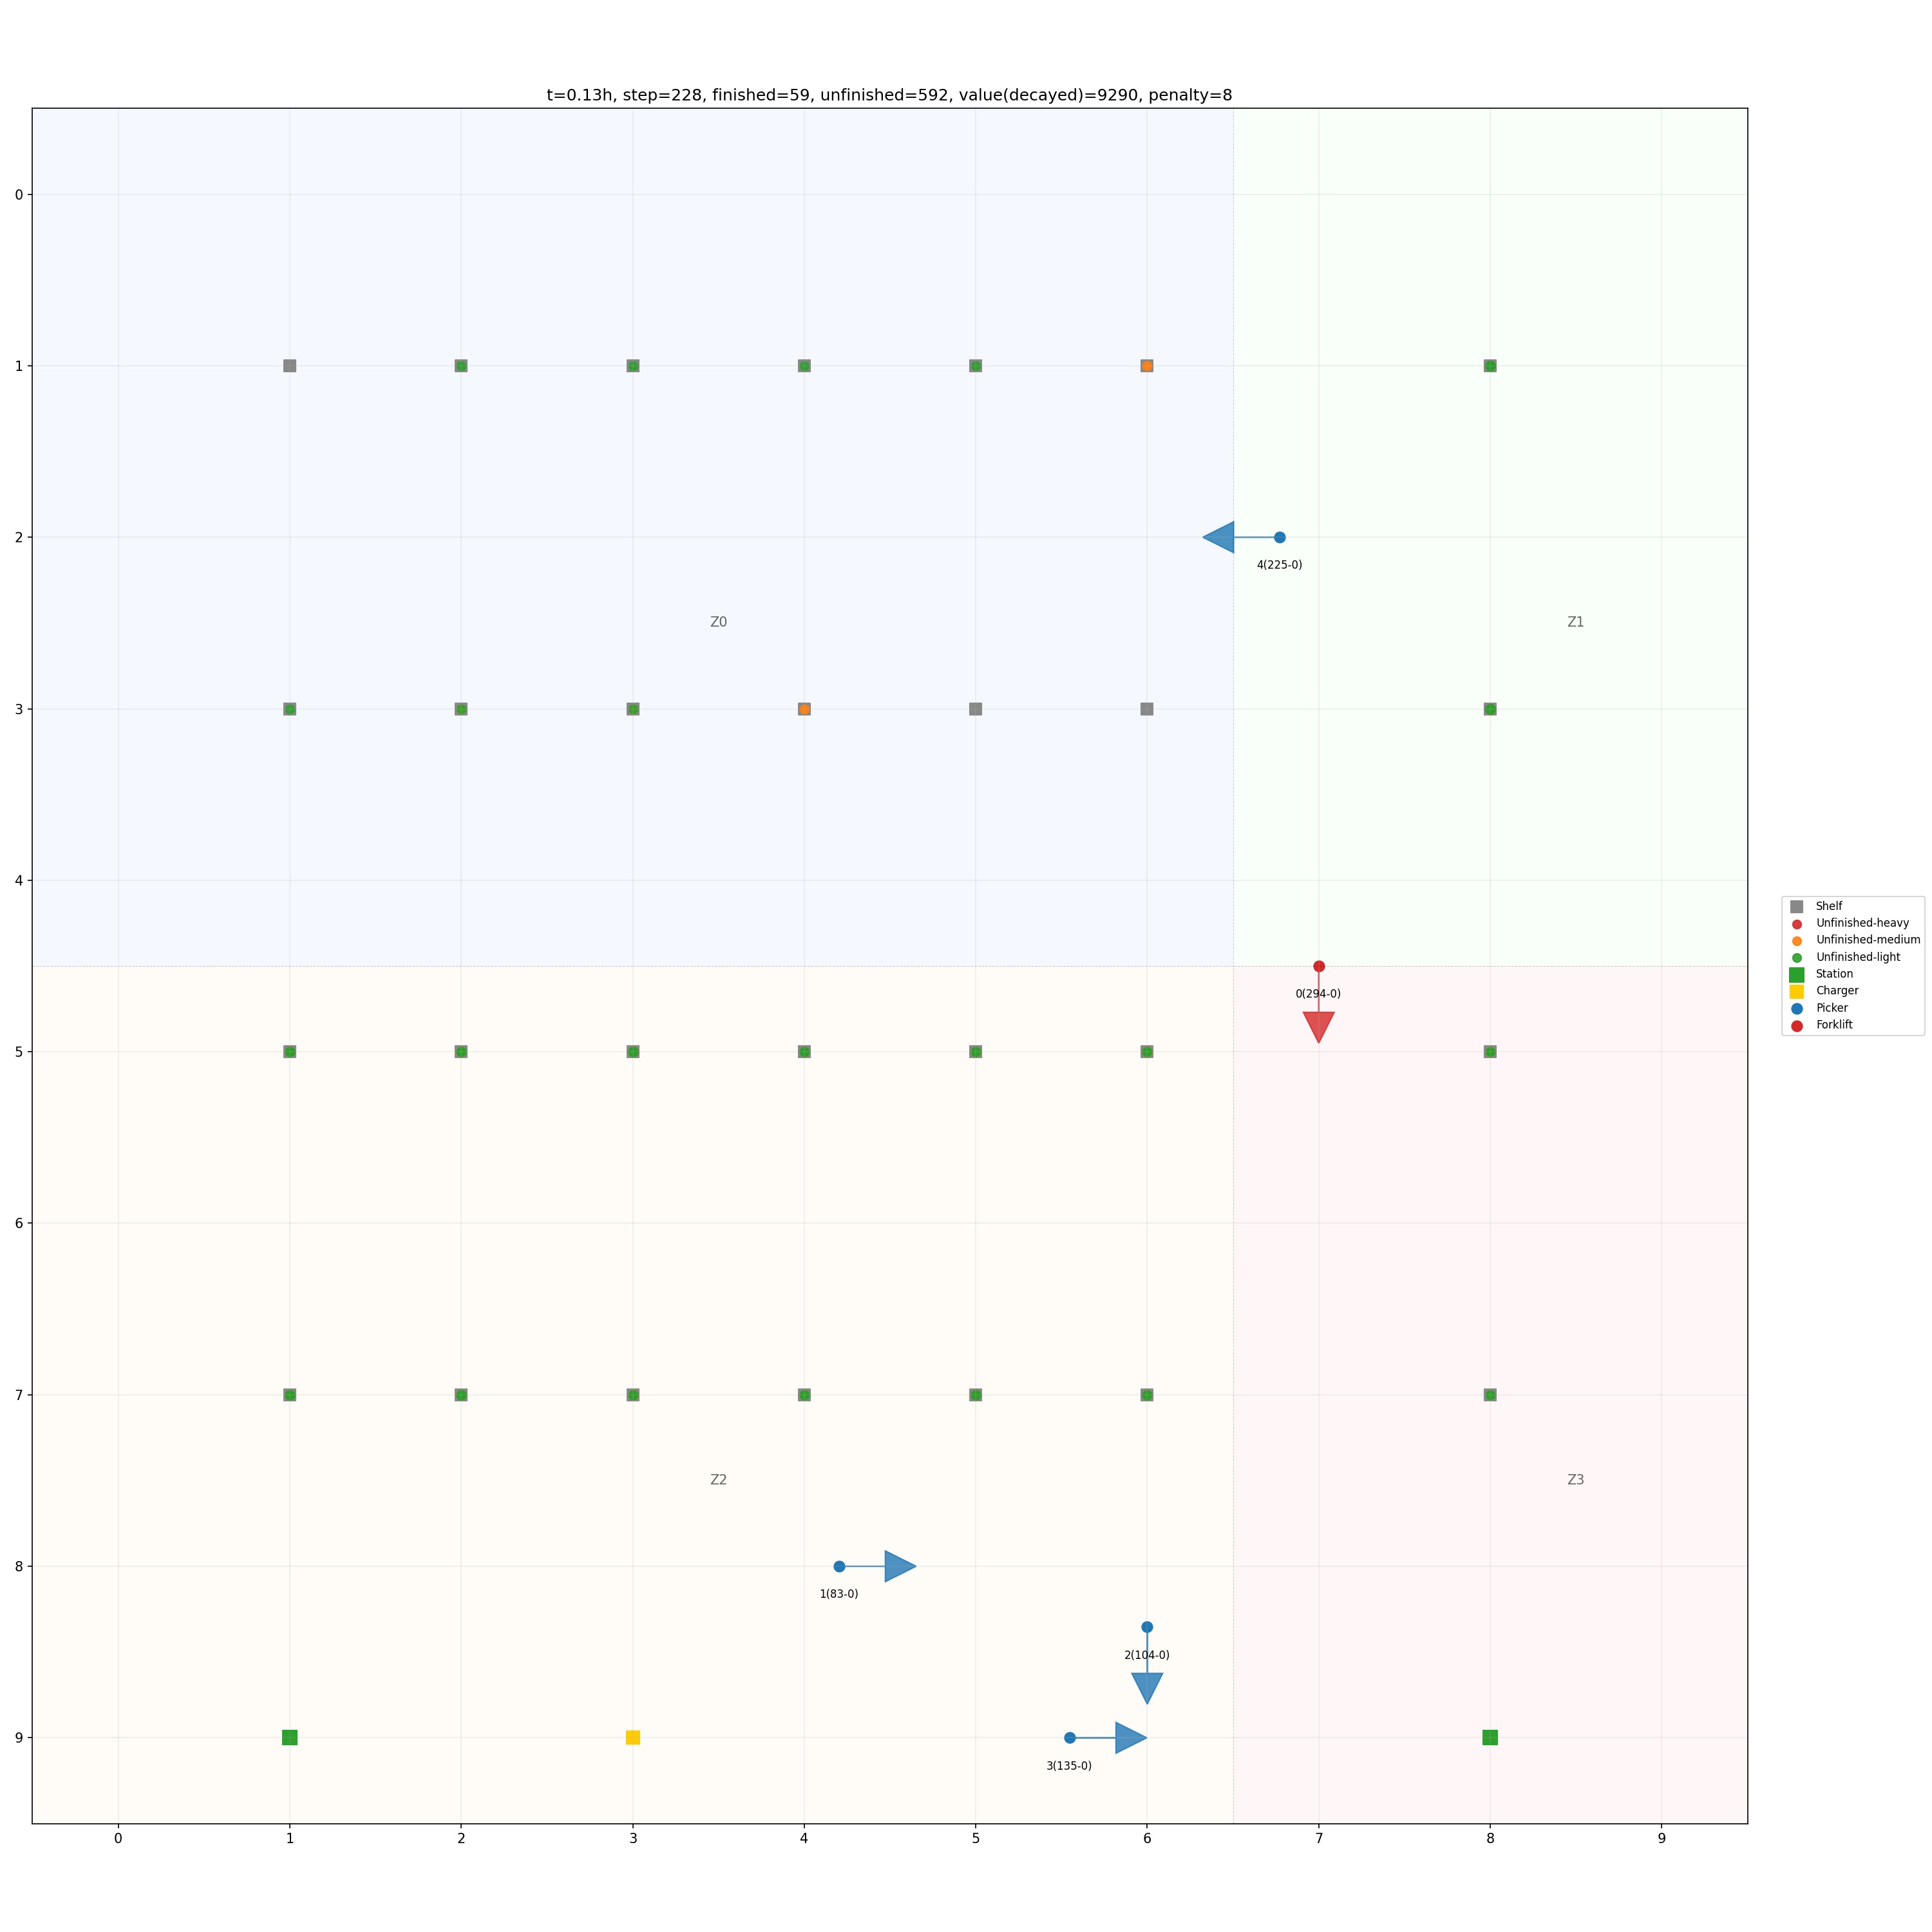 t=0.13h, step=228, finished=59, unfinished=592, value(decayed)=9290, penalty=8
0
1
2
4(225-0)
Z0
Z1
3
4
Shelf
Unfinished-heavy
Unfinished-medium
Unfinished-light
Station
Charger
Picker
Forklift
0(294-0)
5
6
7
Z2
Z3
8
1(83-0)
2(104-0)
9
3(135-0)
0 1 2 3 4 5 6 7 8 9